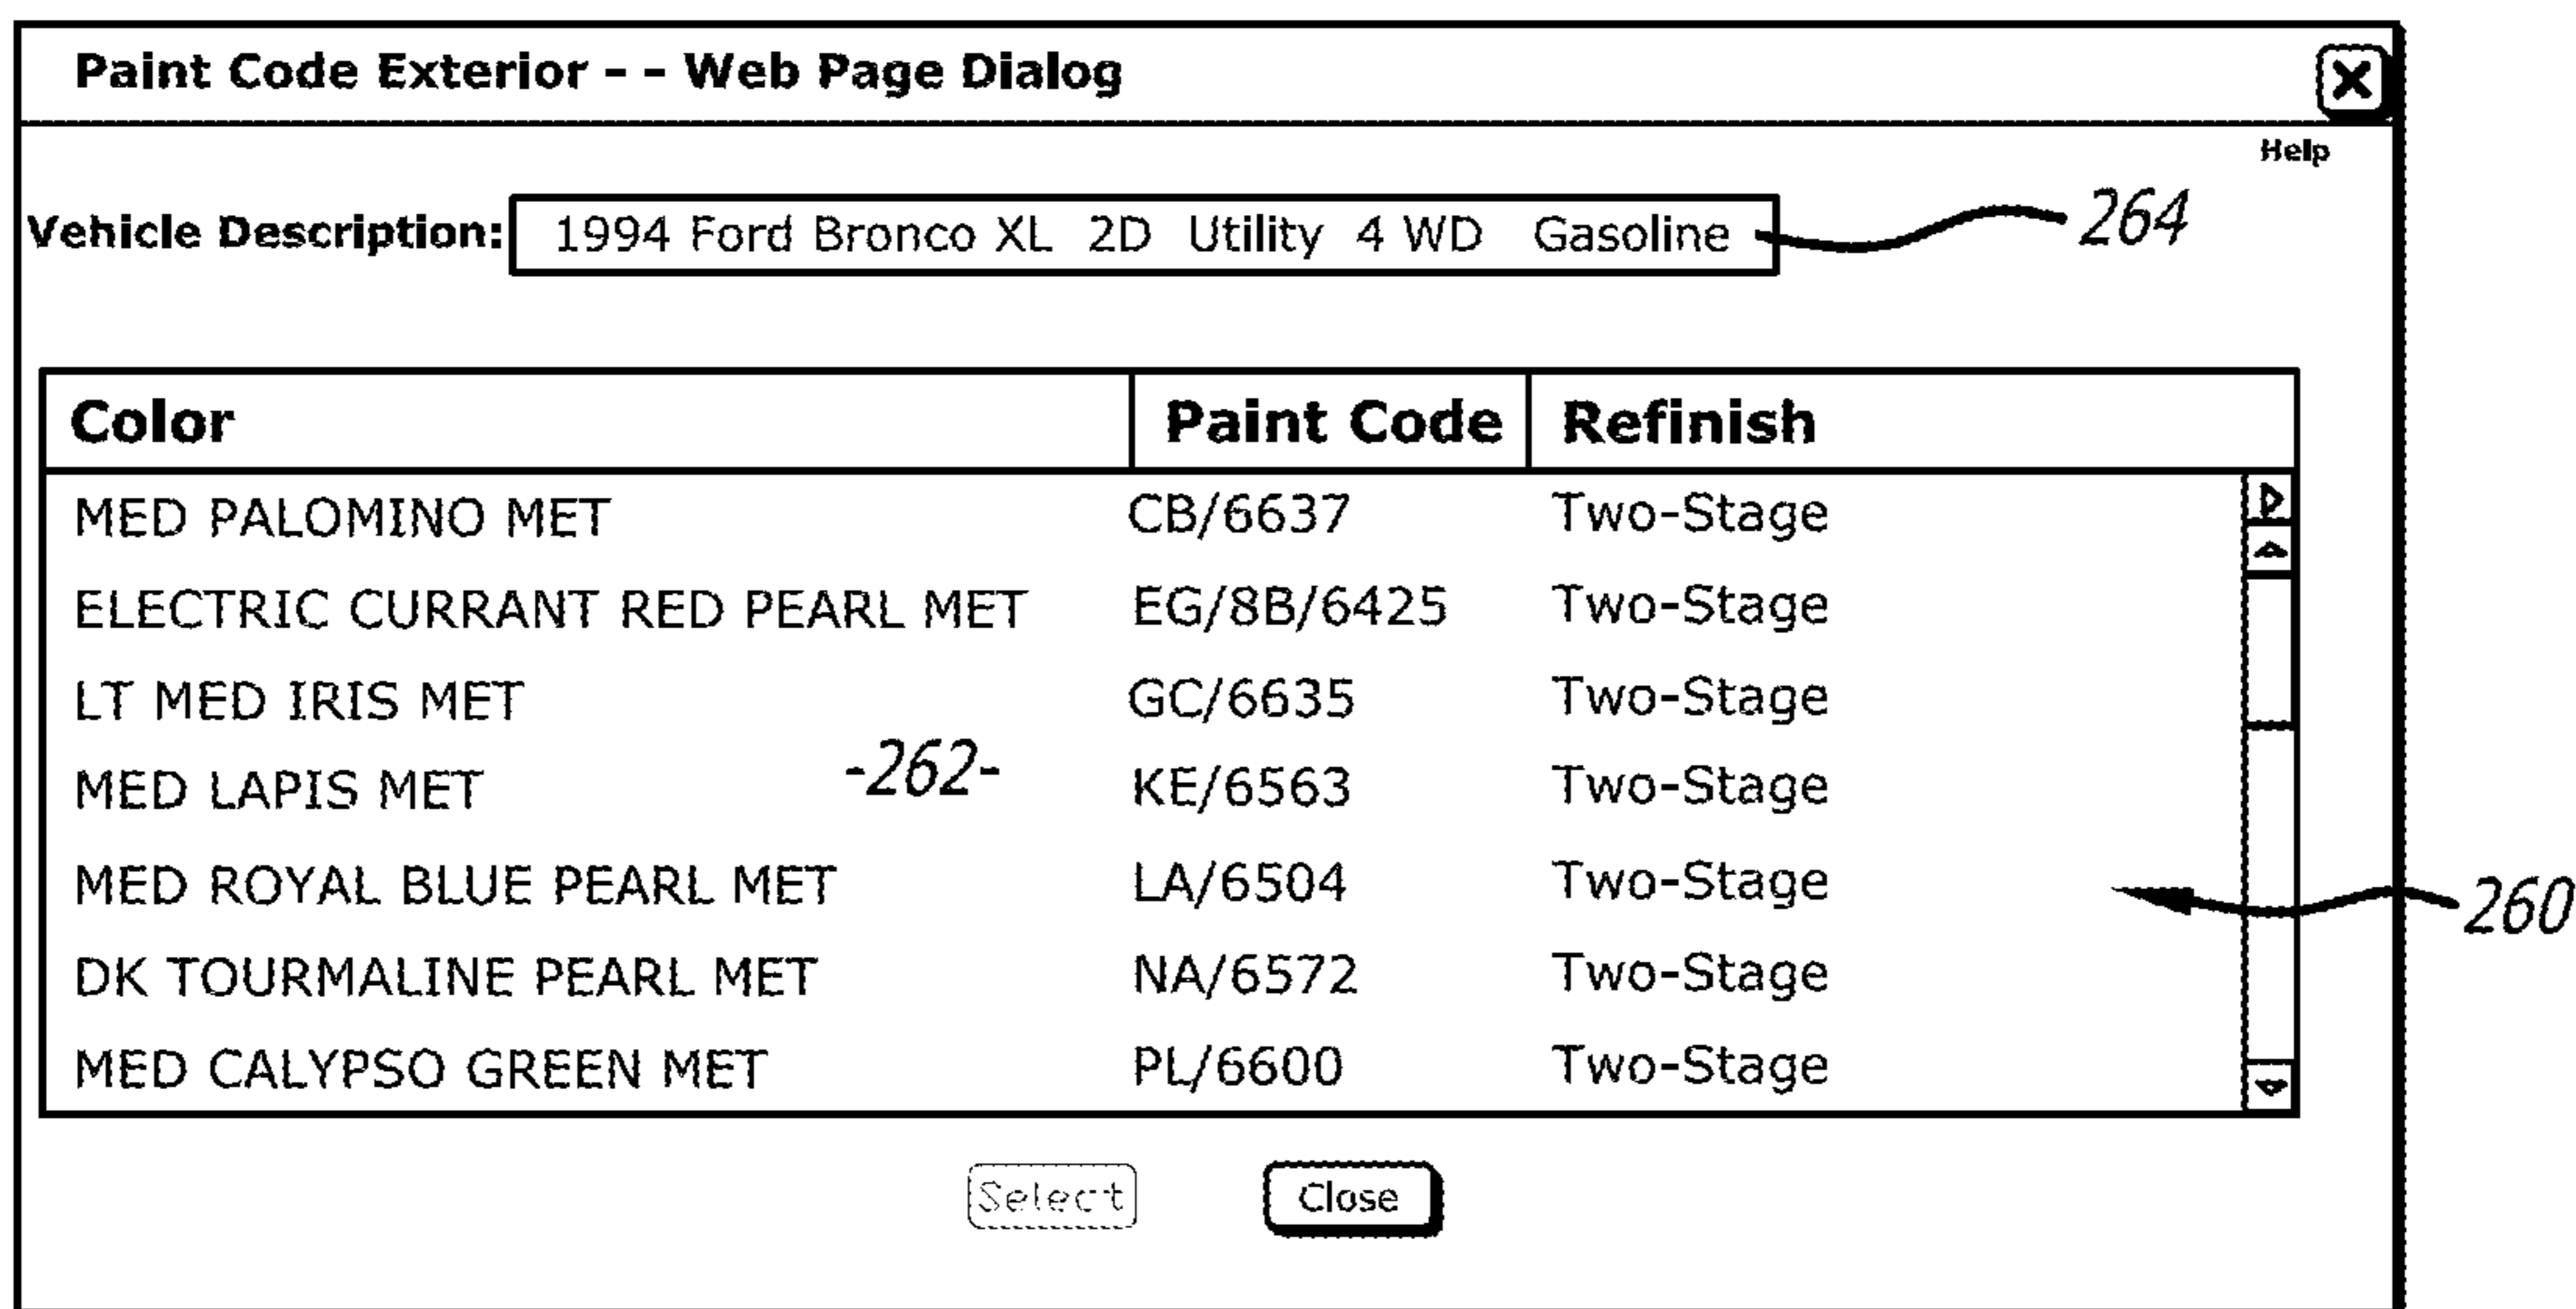 Paint Code Exterior - - Web Page Dialog
Help
Vehicle Description: 1994 Ford Bronco XL 2D Utility 4 WD Gasoline 264
Color Paint Code Refinish
MED PALOMINO MET CB/6637 Two-Stage
ELECTRIC CURRANT RED PEARL MET EG/8B/6425 Two-Stage
LT MED IRIS MET GC/6635 Two-Stage
-262-
MED LAPIS MET KE/6563 Two-Stage
MED ROYAL BLUE PEARL MET LA/6504 Two-Stage
260
DK TOURMALINE PEARL MET NA/6572 Two-Stage
MED CALYPSO GREEN MET PL/6600 Two-Stage
Select Close